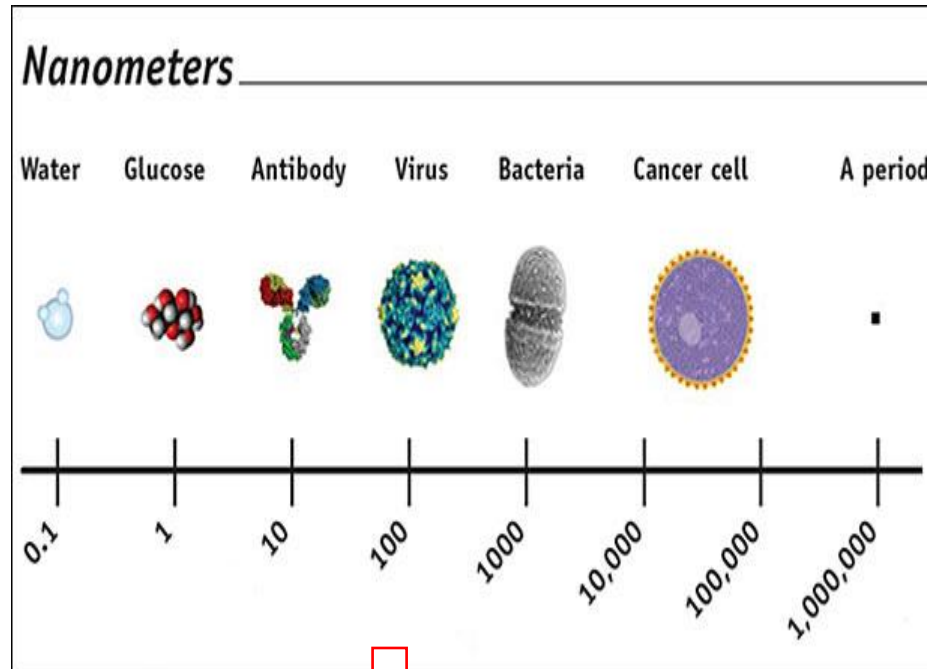 Nanometers
Water Glucose Antibody Virus Bacteria Cancer cell A period
0.1 1 10 100 1000 10,000 100,000 1,000,000